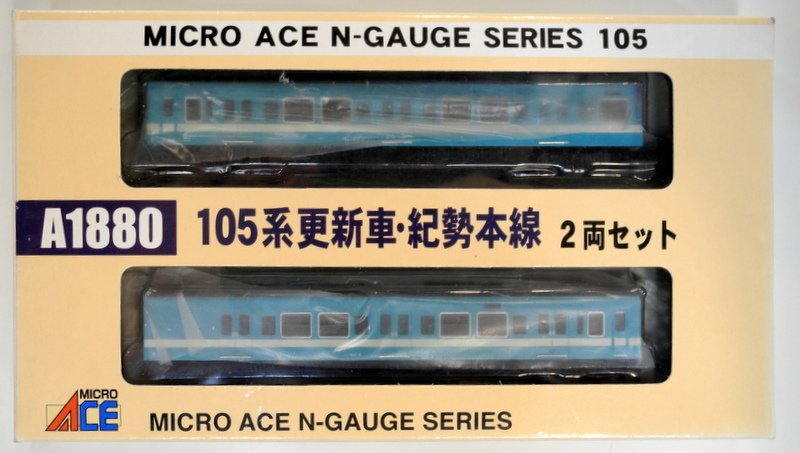 MICRO ACE N-GAUGE SERIES 105
A1880
105系更新車・紀勢本線 2両セット
MICRO
ACE
MICRO ACE N-GAUGE SERIES